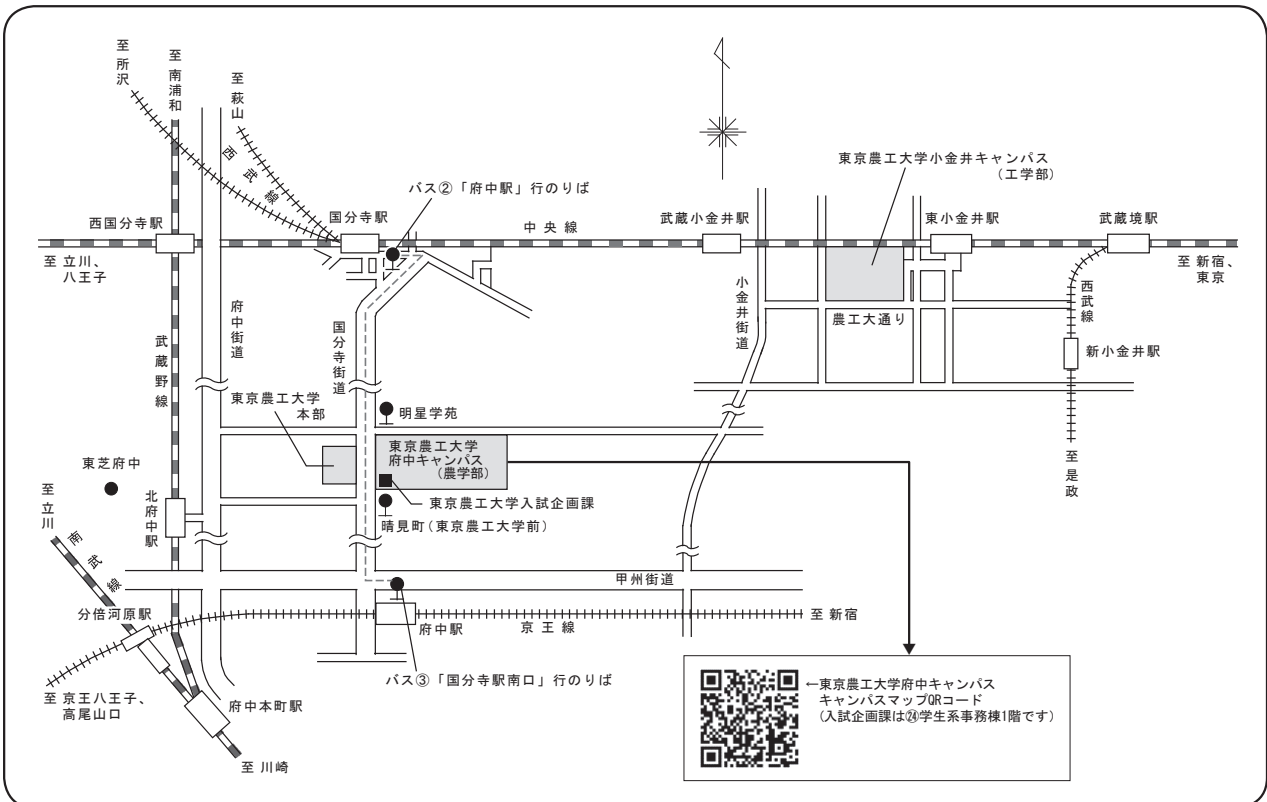 至所沢
至南浦和
至萩山
西武線
バス②「府中駅」行のりば
東京農工大学小金井キャンパス
（工学部）
西国分寺駅
国分寺駅
中央線
武蔵小金井駅
東小金井駅
武蔵境駅
至 立川、
八王子
至 新宿、
東京
府中街道
国分寺街道
小金井街道
農工大通り
西武線
新小金井駅
武蔵野線
東京農工大学
本部
明星学苑
東京農工大学
府中キャンパス
（農学部）
東芝府中
至立川
北府中駅
東京農工大学入試企画課
晴見町（東京農工大学前）
至是政
南武線
甲州街道
分倍河原駅
府中駅
京王線
至 新宿
バス③「国分寺駅南口」行のりば
至 京王八王子、
高尾山口
府中本町駅
至 川崎
←東京農工大学府中キャンパス
キャンパスマップQRコード
（入試企画課は㉔学生系事務棟1階です）